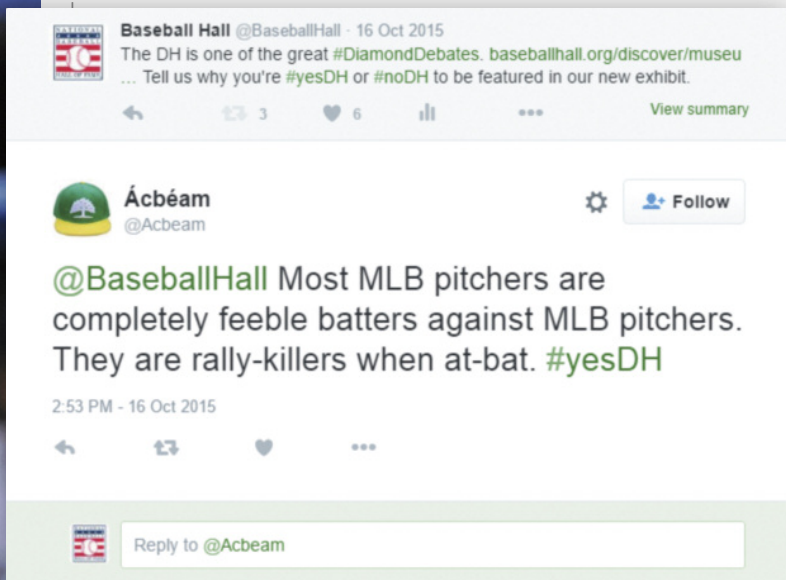 Baseball Hall @BaseballHall · 16 Oct 2015
The DH is one of the great #DiamondDebates. baseballhall.org/discover/museu
... Tell us why you're #yesDH or #noDH to be featured in our new exhibit.
3 6 View summary
Ácbéam
@Acbeam
Follow
@BaseballHall Most MLB pitchers are
completely feeble batters against MLB pitchers.
They are rally-killers when at-bat. #yesDH
2:53 PM - 16 Oct 2015
Reply to @Acbeam